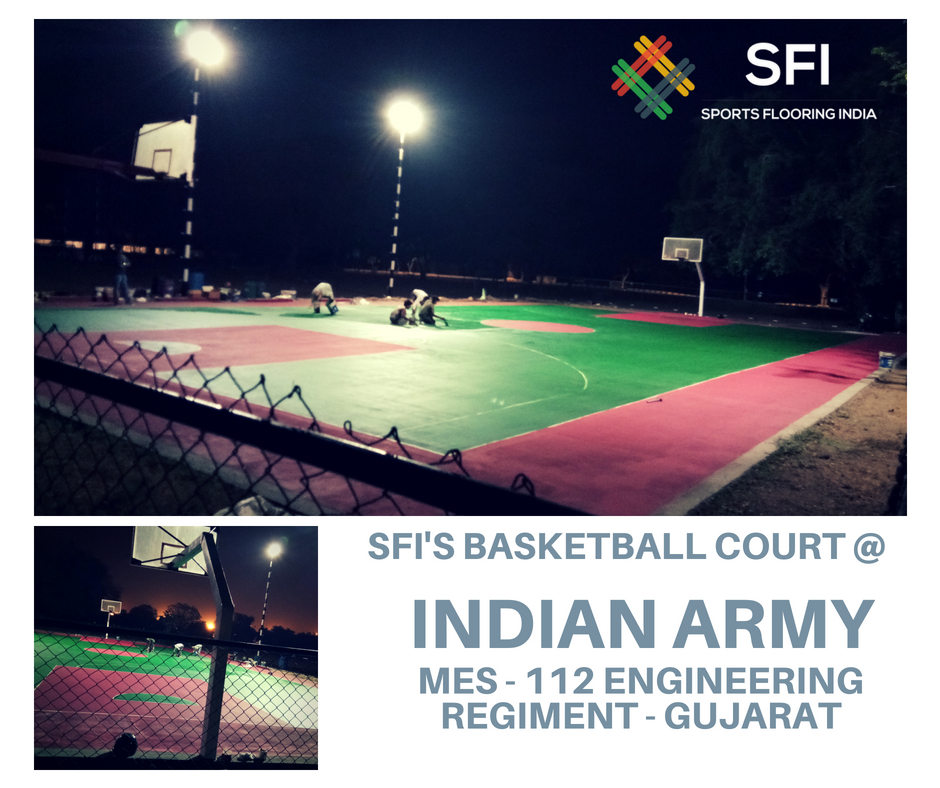 SFI
SPORTS FLOORING INDIA
SFI'S BASKETBALL COURT @
INDIAN ARMY
MES - 112 ENGINEERING
REGIMENT - GUJARAT